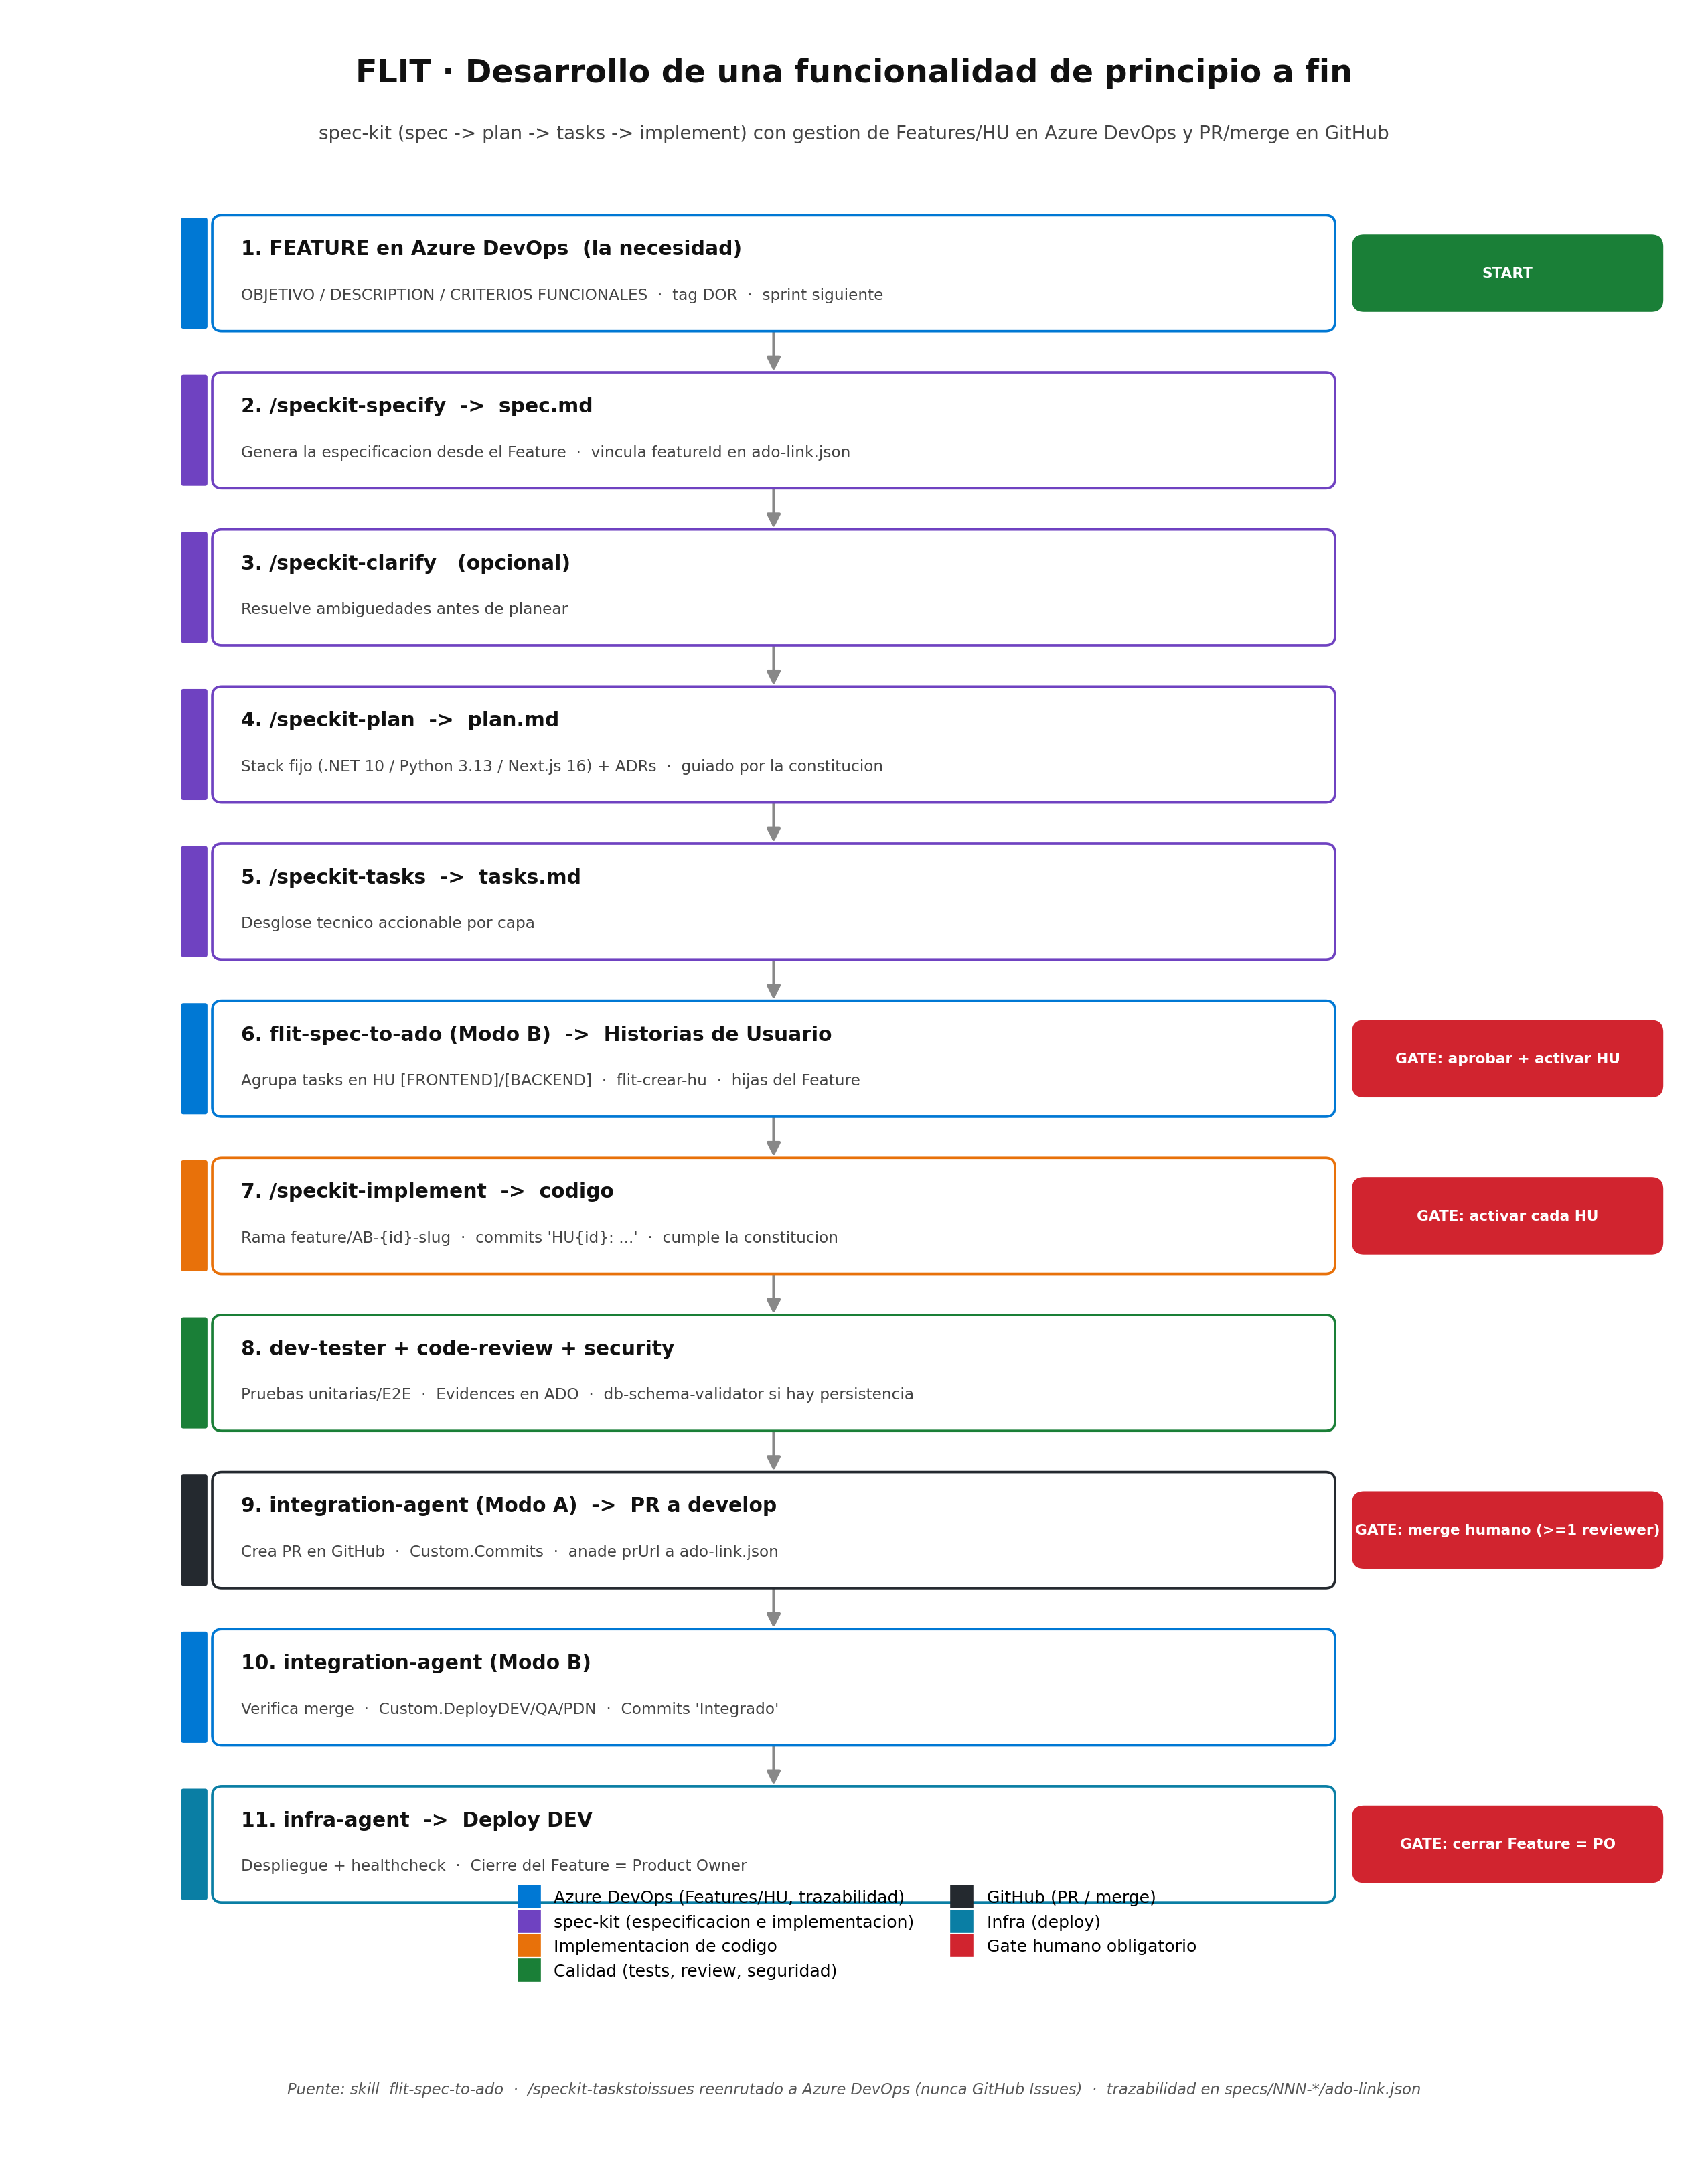 FLIT · Desarrollo de una funcionalidad de principio a fin
spec-kit (spec -> plan -> tasks -> implement) con gestion de Features/HU en Azure DevOps y PR/merge en GitHub
1. FEATURE en Azure DevOps (la necesidad)
OBJETIVO / DESCRIPTION / CRITERIOS FUNCIONALES · tag DOR · sprint siguiente
START
2. /speckit-specify -> spec.md
Genera la especificacion desde el Feature · vincula featureId en ado-link.json
3. /speckit-clarify (opcional)
Resuelve ambiguedades antes de planear
4. /speckit-plan -> plan.md
Stack fijo (.NET 10 / Python 3.13 / Next.js 16) + ADRs · guiado por la constitucion
5. /speckit-tasks -> tasks.md
Desglose tecnico accionable por capa
6. flit-spec-to-ado (Modo B) -> Historias de Usuario
Agrupa tasks en HU [FRONTEND]/[BACKEND] · flit-crear-hu · hijas del Feature
GATE: aprobar + activar HU
7. /speckit-implement -> codigo
Rama feature/AB-{id}-slug · commits 'HU{id}: ...' · cumple la constitucion
GATE: activar cada HU
8. dev-tester + code-review + security
Pruebas unitarias/E2E · Evidences en ADO · db-schema-validator si hay persistencia
9. integration-agent (Modo A) -> PR a develop
Crea PR en GitHub · Custom.Commits · anade prUrl a ado-link.json
GATE: merge humano (>=1 reviewer)
10. integration-agent (Modo B)
Verifica merge · Custom.DeployDEV/QA/PDN · Commits 'Integrado'
11. infra-agent -> Deploy DEV
Despliegue + healthcheck · Cierre del Feature = Product Owner
GATE: cerrar Feature = PO
Azure DevOps (Features/HU, trazabilidad)
spec-kit (especificacion e implementacion)
Implementacion de codigo
Calidad (tests, review, seguridad)
GitHub (PR / merge)
Infra (deploy)
Gate humano obligatorio
Puente: skill flit-spec-to-ado · /speckit-taskstoissues reenrutado a Azure DevOps (nunca GitHub Issues) · trazabilidad en specs/NNN-*/ado-link.json